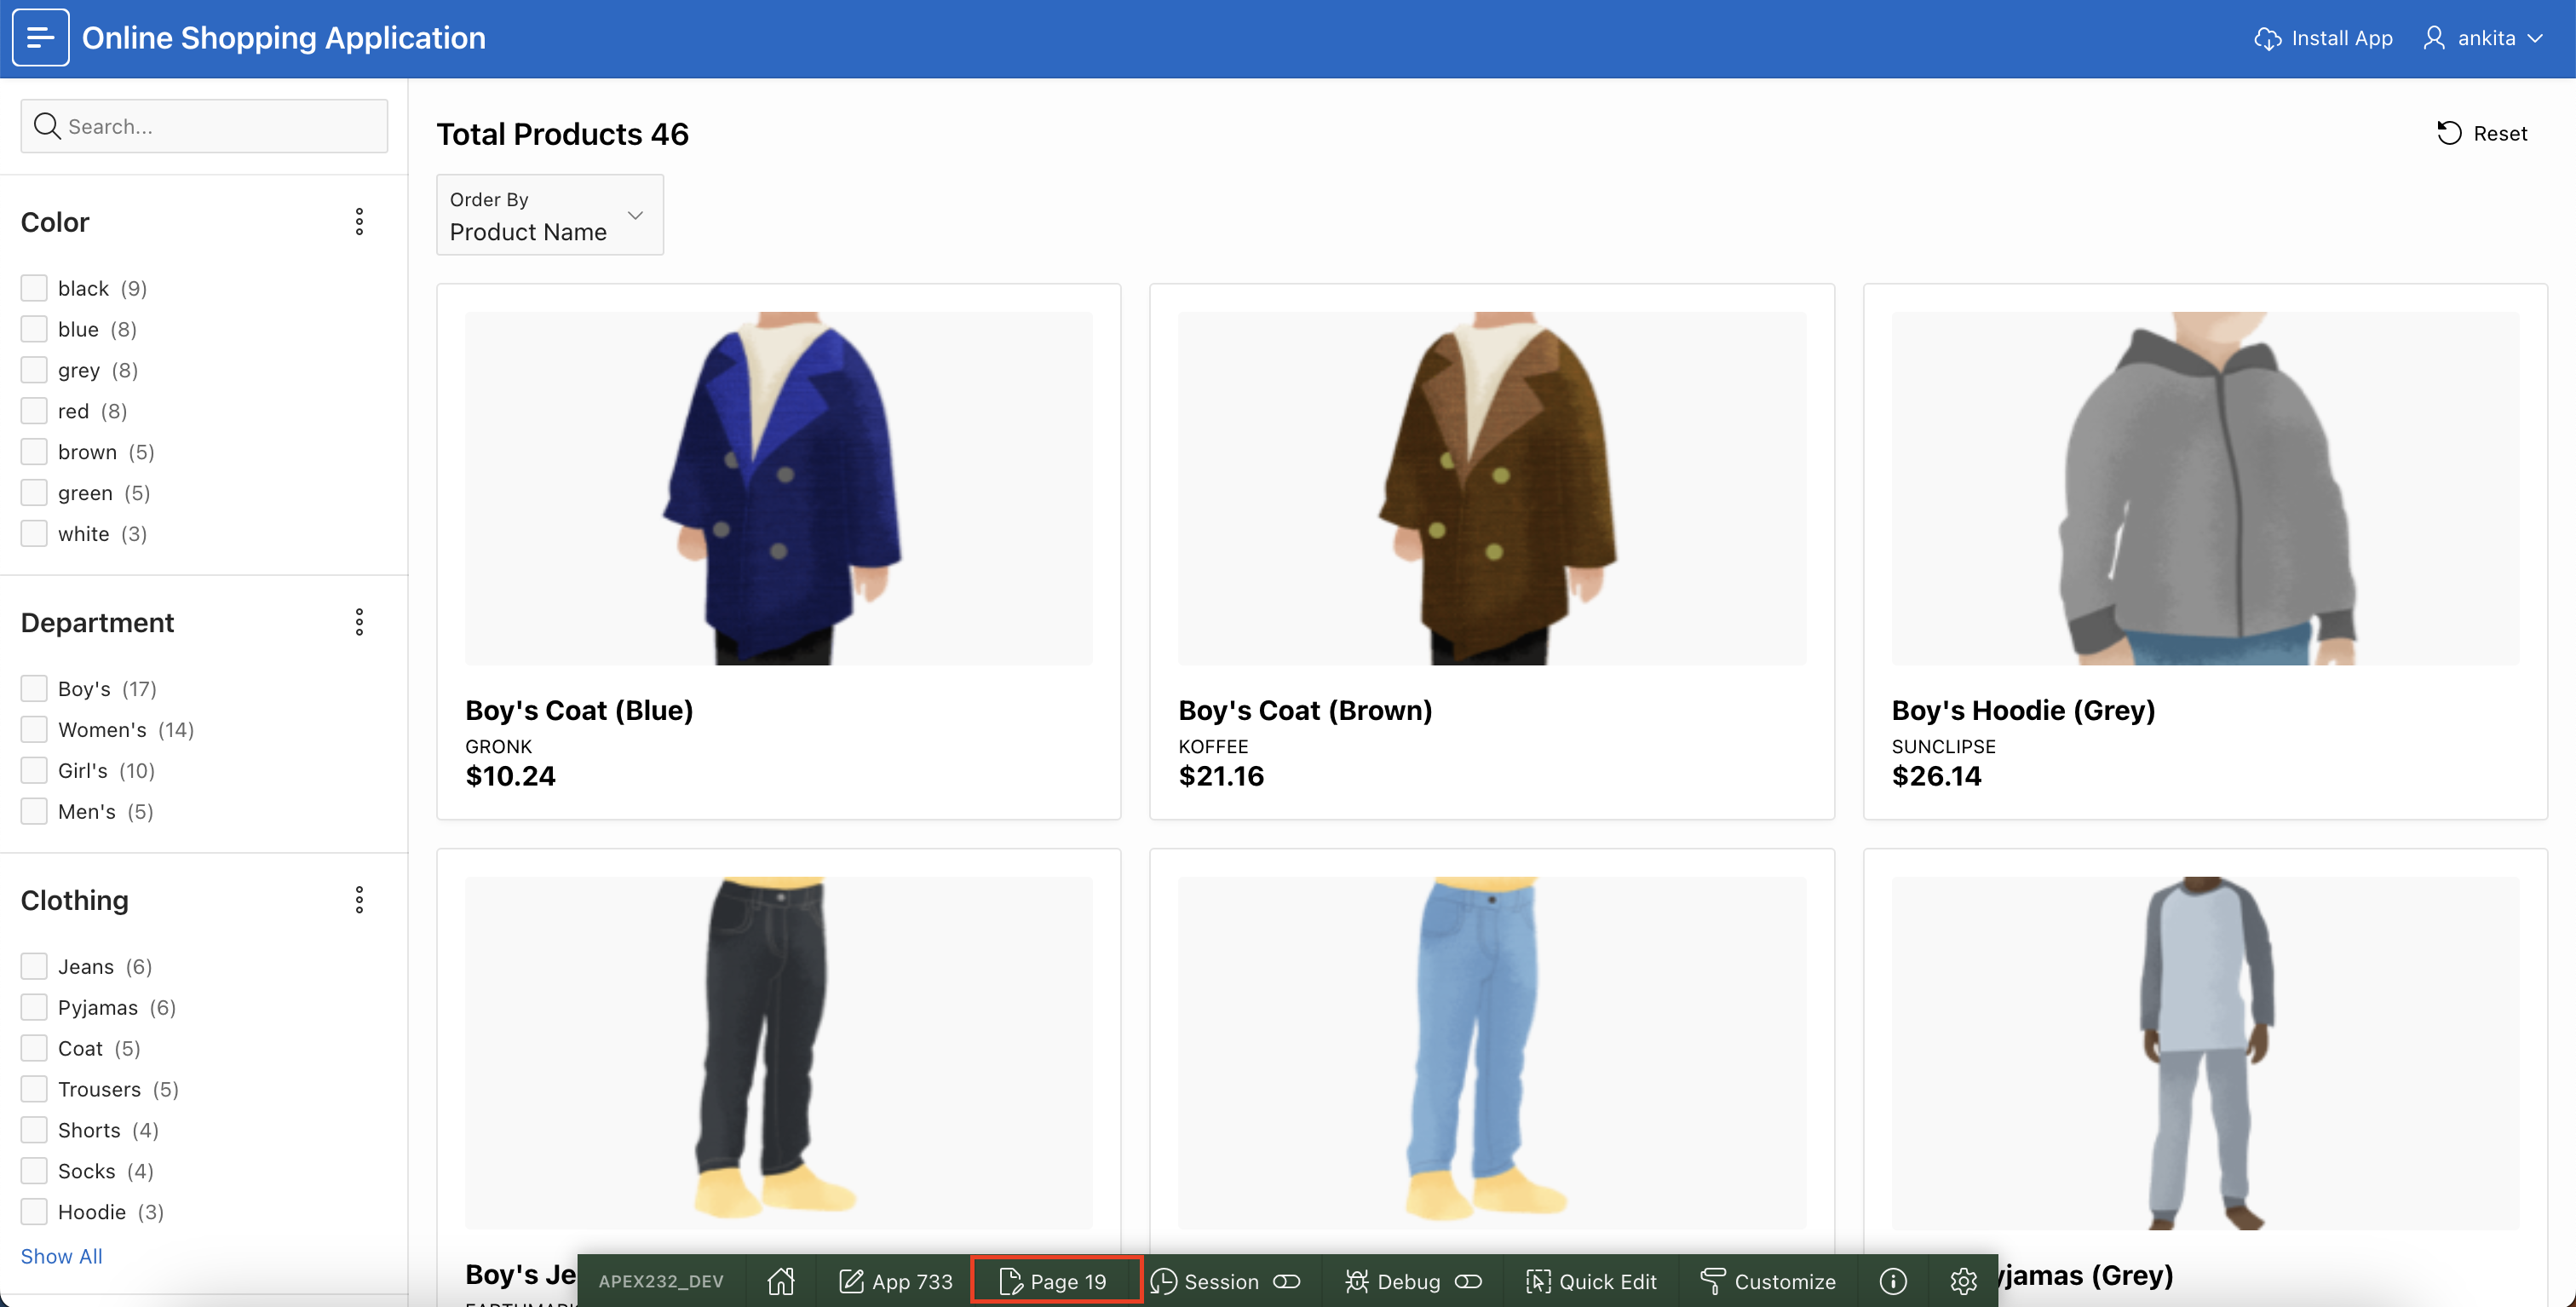 Online Shopping Application
Install App
ankita
Search...
Total Products 46
Reset
Order By
Product Name
Color
black (9)
blue (8)
grey (8)
red (8)
brown (5)
green (5)
white (3)
Department
Boy's (17)
Women's (14)
Girl's (10)
Men's (5)
Clothing
Jeans (6)
Pyjamas (6)
Coat (5)
Trousers (5)
Shorts (4)
Socks (4)
Hoodie (3)
Show All
Boy's Coat (Blue)
GRONK
$10.24
Boy's Coat (Brown)
KOFFEE
$21.16
Boy's Hoodie (Grey)
SUNCLIPSE
$26.14
Boy's Je
yjamas (Grey)
APEX232_DEV
App 733
Page 19
Session
Debug
Quick Edit
Customize